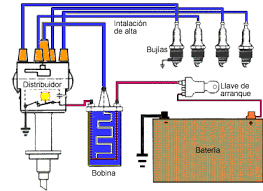 Intalación
de alta
Bujías
Distribuidor
Llave de
arranque
Bobina
Batería